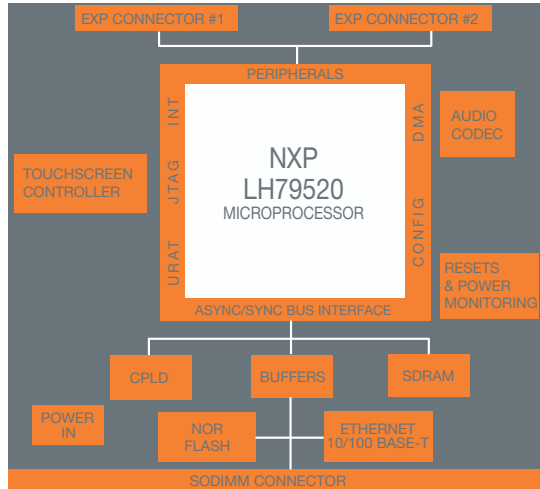 EXP CONNECTOR #1
EXP CONNECTOR #2
PERIPHERALS
INT
JTAG
URAT
DMA
CONFIG
NXP
LH79520
MICROPROCESSOR
AUDIO
CODEC
TOUCHSCREEN
CONTROLLER
RESETS
& POWER
MONITORING
ASYNC/SYNC BUS INTERFACE
CPLD
BUFFERS
SDRAM
POWER
IN
NOR
FLASH
ETHERNET
10/100 BASE-T
SODIMM CONNECTOR